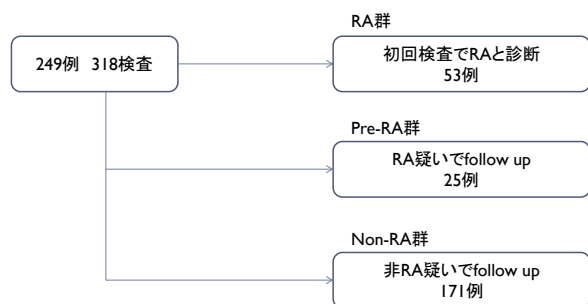 RA群
249例 318検査
初回検査でRAと診断
53例
Pre-RA群
RA疑いでfollow up
25例
Non-RA群
非RA疑いでfollow up
171例